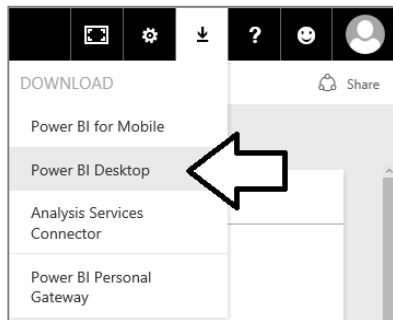 ?
DOWNLOAD
Share
Power BI for Mobile
Power BI Desktop
Analysis Services
Connector
Power BI Personal
Gateway